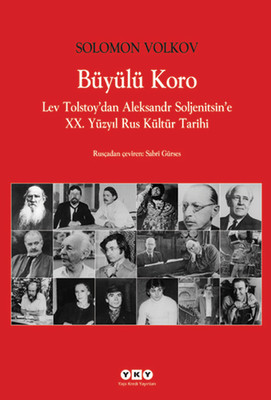 SOLOMON VOLKOV
Büyülü Koro
Lev Tolstoy'dan Aleksandr Soljenitsin'e
XX. Yüzyıl Rus Kültür Tarihi
Rusçadan çeviren: Sabri Gürses
YKY
Yapı Kredi Yayınları